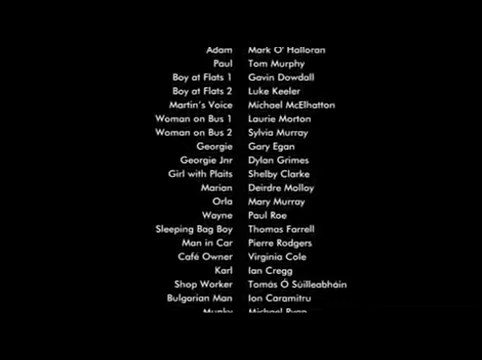 Adam Mark O' Halloran
Paul Tom Murphy
Boy at Flats 1 Gavin Dowdall
Boy at Flats 2 Luke Keeler
Martin's Voice Michael McElhatton
Woman on Bus 1 Laurie Morton
Woman on Bus 2 Sylvia Murray
Georgie Gary Egan
Georgie Jnr Dylan Grimes
Girl with Plaits Shelby Clarke
Marian Deirdre Molloy
Orla Mary Murray
Wayne Paul Roe
Sleeping Bag Boy Thomas Farrell
Man in Car Pierre Rodgers
Café Owner Virginia Cole
Karl Ian Cregg
Shop Worker Tomás Ó Súilleabháin
Bulgarian Man Ion Caramitru
Michael